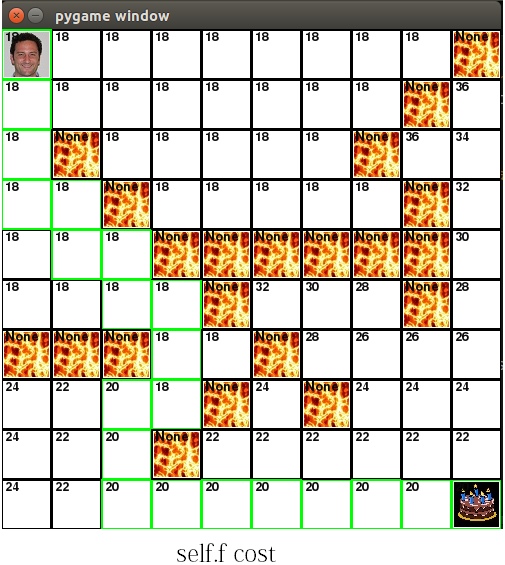 pygame window
18 18 18 18 18 18 18 18 18 None
18 18 18 18 18 18 18 18 None 36
18 None 18 18 18 18 18 None 36 34
18 18 None 18 18 18 18 18 None 32
18 18 18 None None None None None None 30
18 18 18 18 None 32 30 28 None 28
None None None 18 18 None 28 26 26 26
24 22 20 18 None 24 None 24 24 24
24 22 20 None 22 22 22 22 22 22
24 22 20 20 20 20 20 20 20
self.f cost